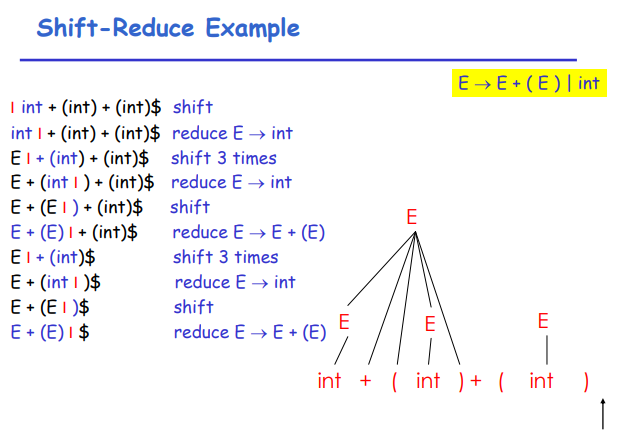 Shift-Reduce Example
E → E + ( E ) | int
I int + (int) + (int)$ shift
int I + (int) + (int)$ reduce E → int
E I + (int) + (int)$ shift 3 times
E + (int I ) + (int)$ reduce E → int
E + (E I ) + (int)$ shift
E + (E) I + (int)$ reduce E → E + (E)
E I + (int)$ shift 3 times
E + (int I )$ reduce E → int
E + (E I )$ shift
E + (E) I $ reduce E → E + (E)
E
E E E
int + ( int ) + ( int )